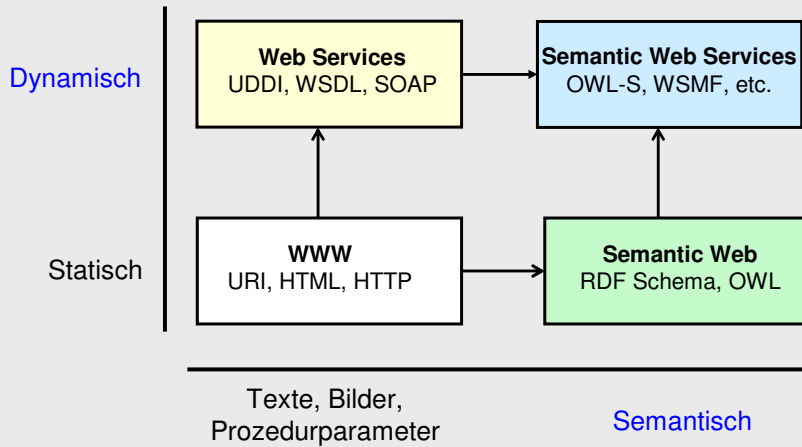 Dynamisch
Web Services
UDDI, WSDL, SOAP
Semantic Web Services
OWL-S, WSMF, etc.
Statisch
WWW
URI, HTML, HTTP
Semantic Web
RDF Schema, OWL
Texte, Bilder,
Prozedurparameter
Semantisch